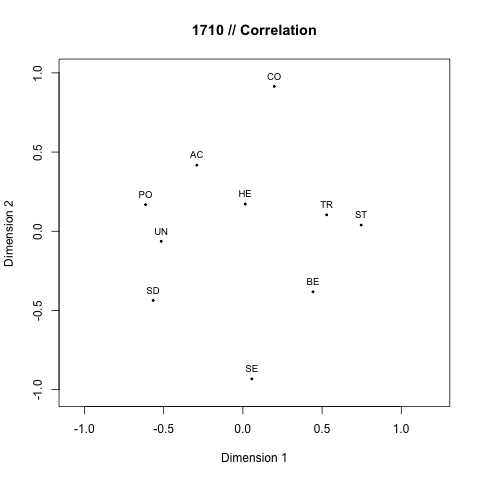 1710 // Correlation
CO
AC
PO
HE
TR
ST
UN
BE
SD
SE
1.0
0.5
0.0
-0.5
-1.0
Dimension 2
-1.0 -0.5 0.0 0.5 1.0
Dimension 1